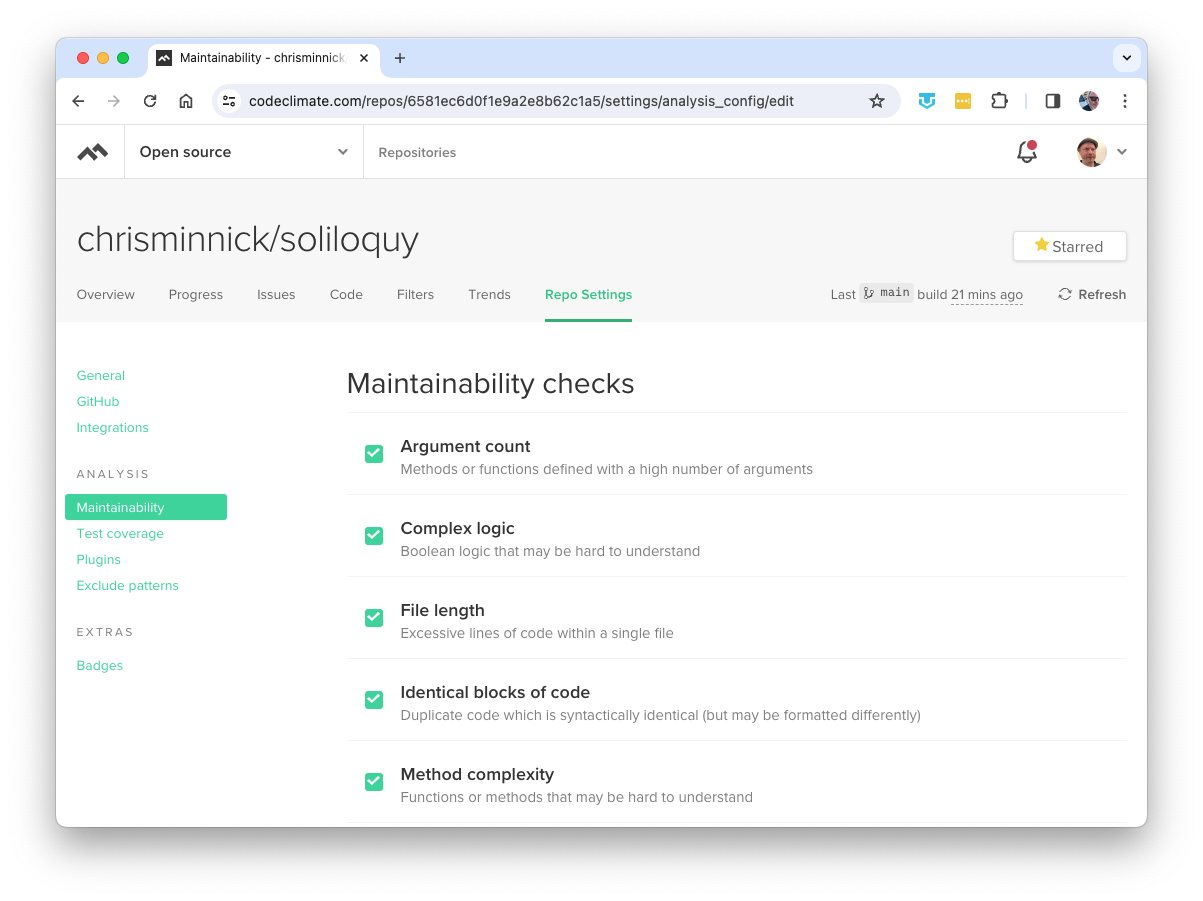 Maintainability - chrisminnick
codeclimate.com/repos/6581ec6d0f1e9a2e8b62c1a5/settings/analysis_config/edit
Open source
Repositories
chrisminnick/soliloquy
Starred
Overview Progress Issues Code Filters Trends Repo Settings Last main build 21 mins ago Refresh
General
GitHub
Integrations
ANALYSIS
Maintainability
Test coverage
Plugins
Exclude patterns
EXTRAS
Badges
Maintainability checks
Argument count
Methods or functions defined with a high number of arguments
Complex logic
Boolean logic that may be hard to understand
File length
Excessive lines of code within a single file
Identical blocks of code
Duplicate code which is syntactically identical (but may be formatted differently)
Method complexity
Functions or methods that may be hard to understand